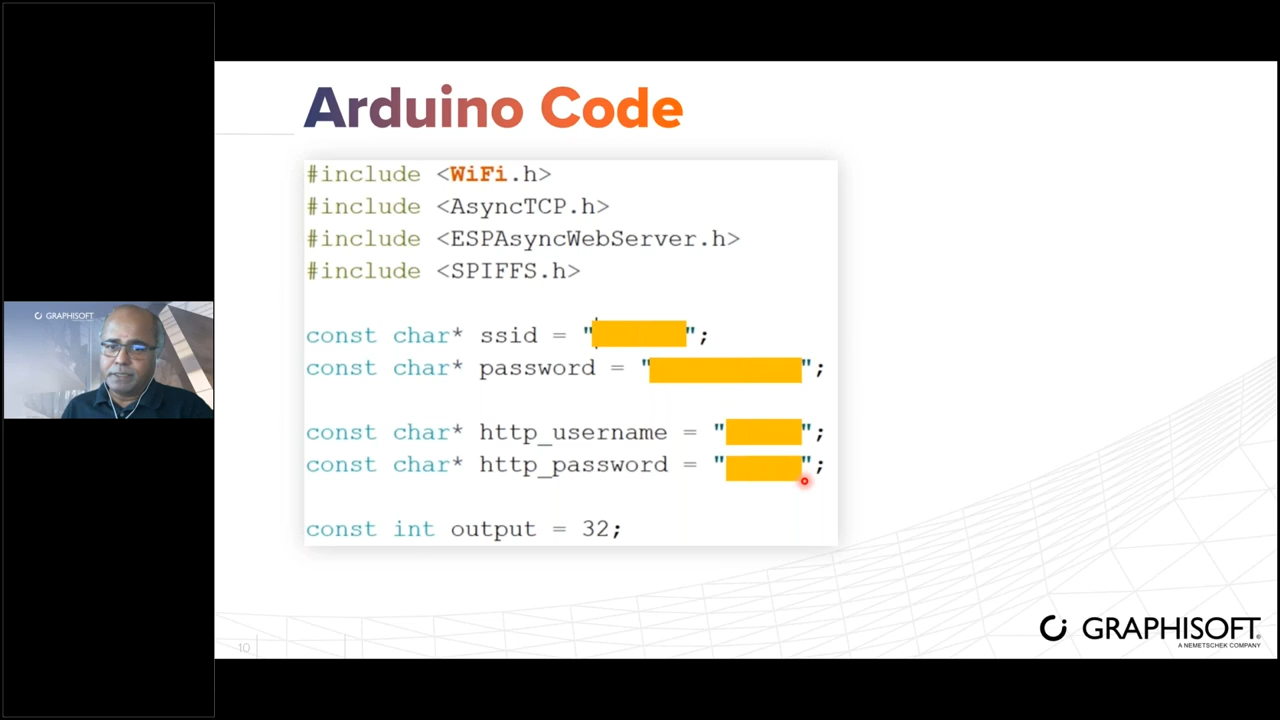 Arduino Code
#include <WiFi.h>
#include <AsyncTCP.h>
#include <ESPAsyncWebServer.h>
#include <SPIFFS.h>
const char* ssid = "";
const char* password = "";
const char* http_username = "";
const char* http_password = "";
const int output = 32;
GRAPHISOFT
10
GRAPHISOFT
A NEMETSCHEK COMPANY